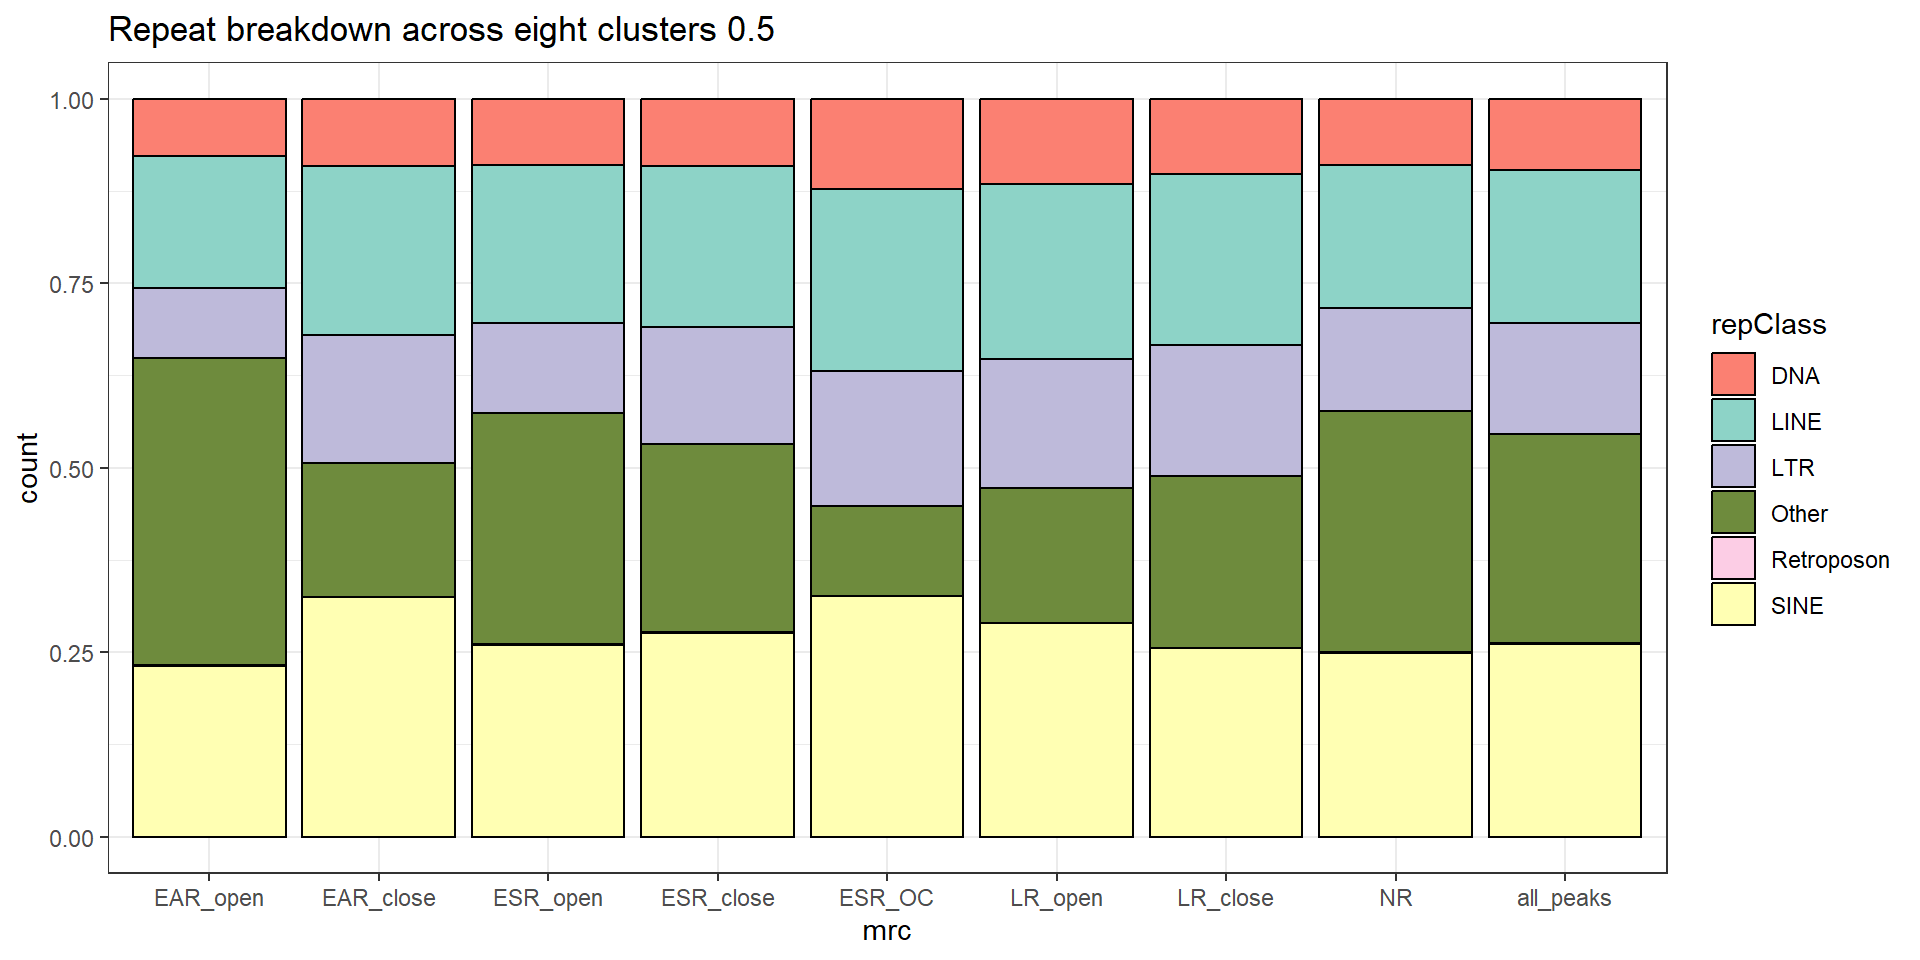 Repeat breakdown across eight clusters 0.5
1.00
0.75
0.50
0.25
0.00
count
EAR_open EAR_close ESR_open ESR_close ESR_OC LR_open LR_close NR all_peaks
mrc
repClass
DNA
LINE
LTR
Other
Retroposon
SINE